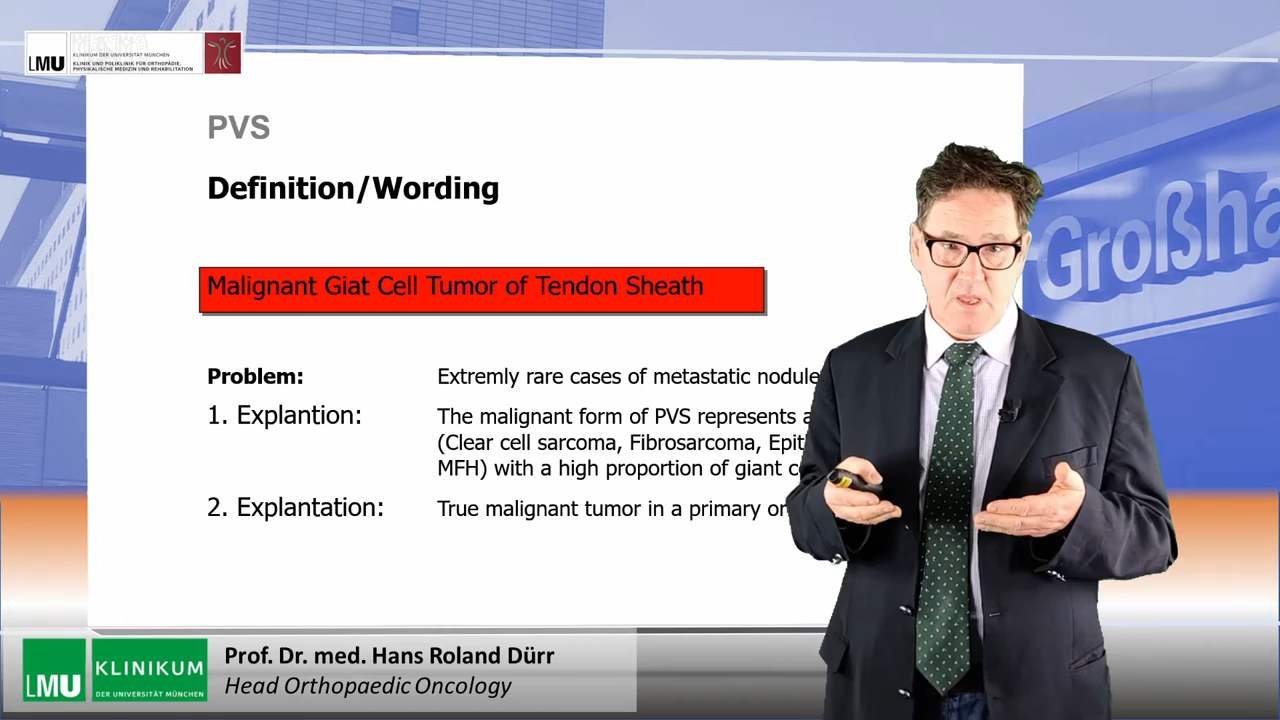 LMU
KLINIKUM DER UNIVERSITÄT MÜNCHEN
KLINIK UND POLIKLINIK FÜR ORTHOPÄDIE,
PHYSIKALISCHE MEDIZIN UND REHABILITATION
PVS
Definition/Wording
Großha
Malignant Giat Cell Tumor of Tendon Sheath
Problem: Extremly rare cases of metastatic nodule
1. Explantion: The malignant form of PVS represents a
(Clear cell sarcoma, Fibrosarcoma, Epit
MFH) with a high proportion of giant c
2. Explantation: True malignant tumor in a primary or
LMU
KLINIKUM
DER UNIVERSITÄT MÜNCHEN
Prof. Dr. med. Hans Roland Dürr
Head Orthopaedic Oncology